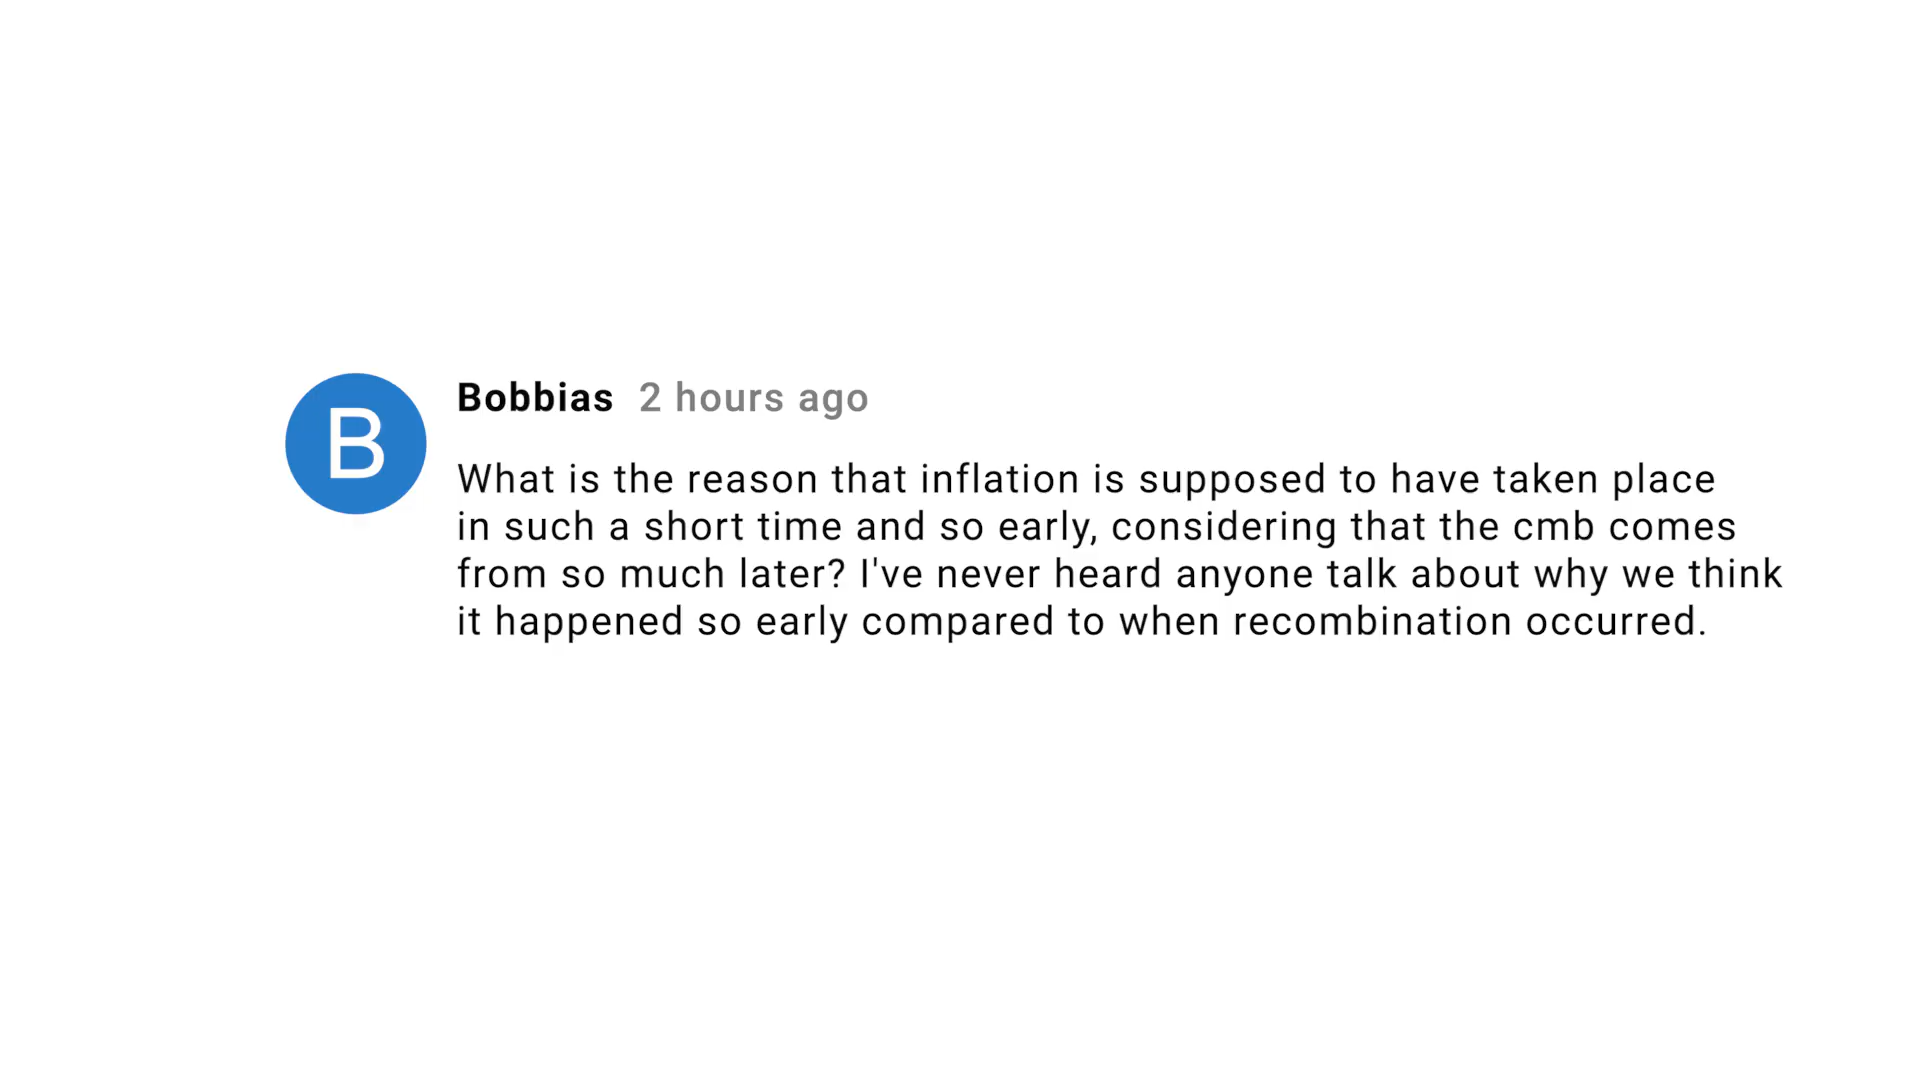 B
Bobbias 2 hours ago
What is the reason that inflation is supposed to have taken place
in such a short time and so early, considering that the cmb comes
from so much later? I've never heard anyone talk about why we think
it happened so early compared to when recombination occurred.